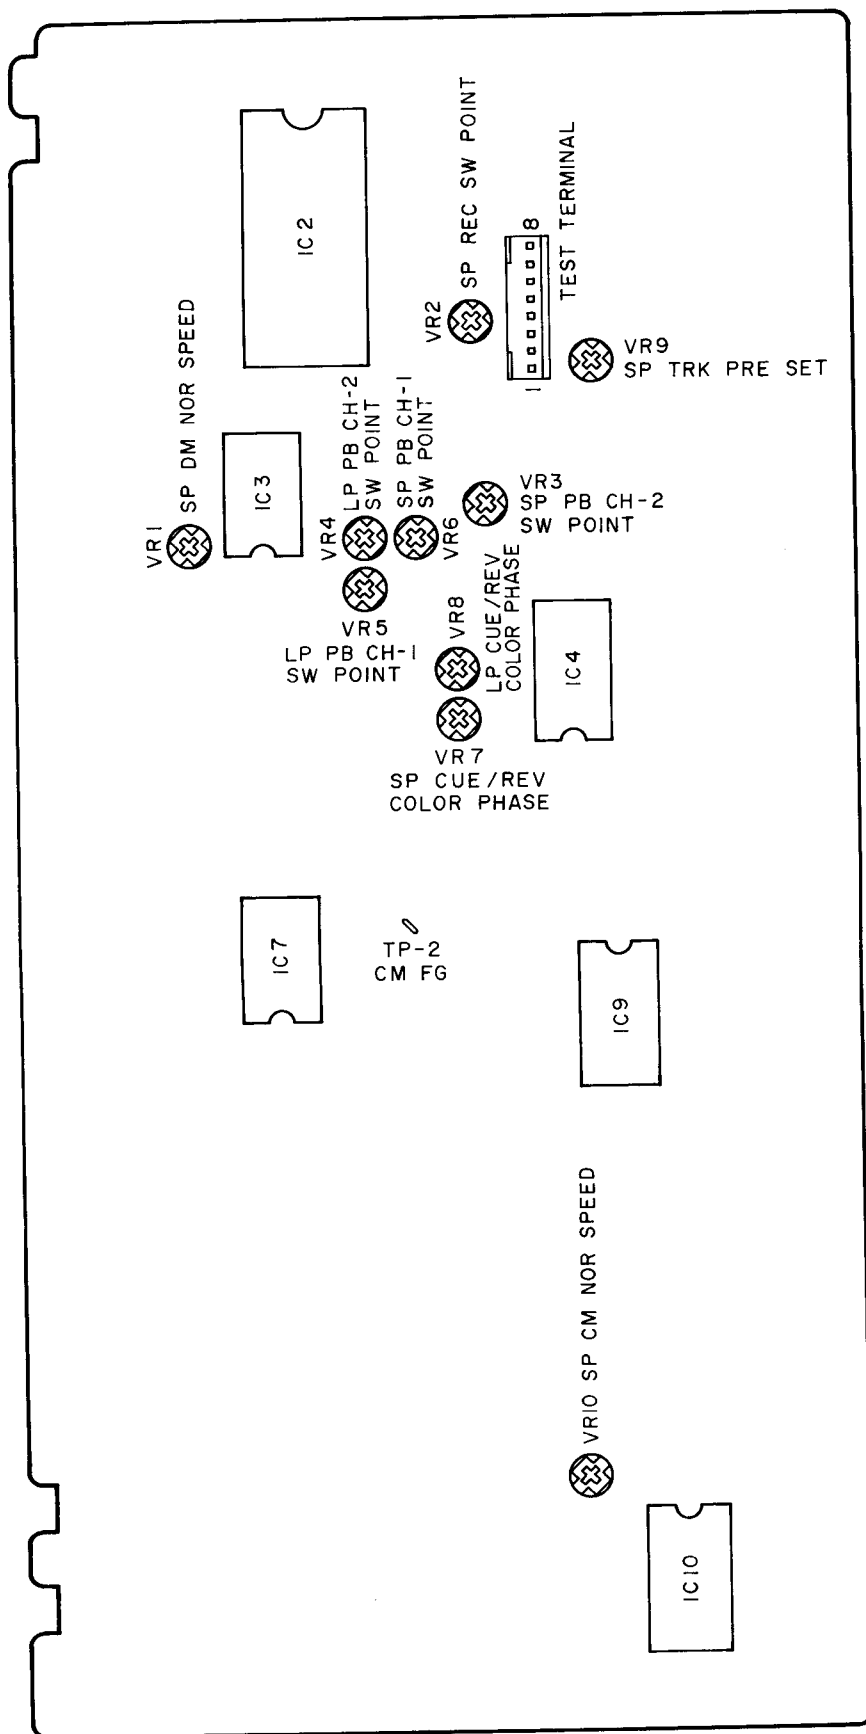 IC2
SP REC SW POINT
VR2
8
TEST TERMINAL
1
VR9
SP TRK PRE SET
SP DM NOR SPEED
VR1
IC3
LP PB CH-2
SW POINT
VR4
SP PB CH-1
SW POINT
VR6
VR3
SP PB CH-2
SW POINT
VR5
LP PB CH-1
SW POINT
VR8
LP CUE/REV
COLOR PHASE
IC4
VR7
SP CUE/REV
COLOR PHASE
IC7
TP-2
CM FG
IC9
VR10 SP CM NOR SPEED
IC10